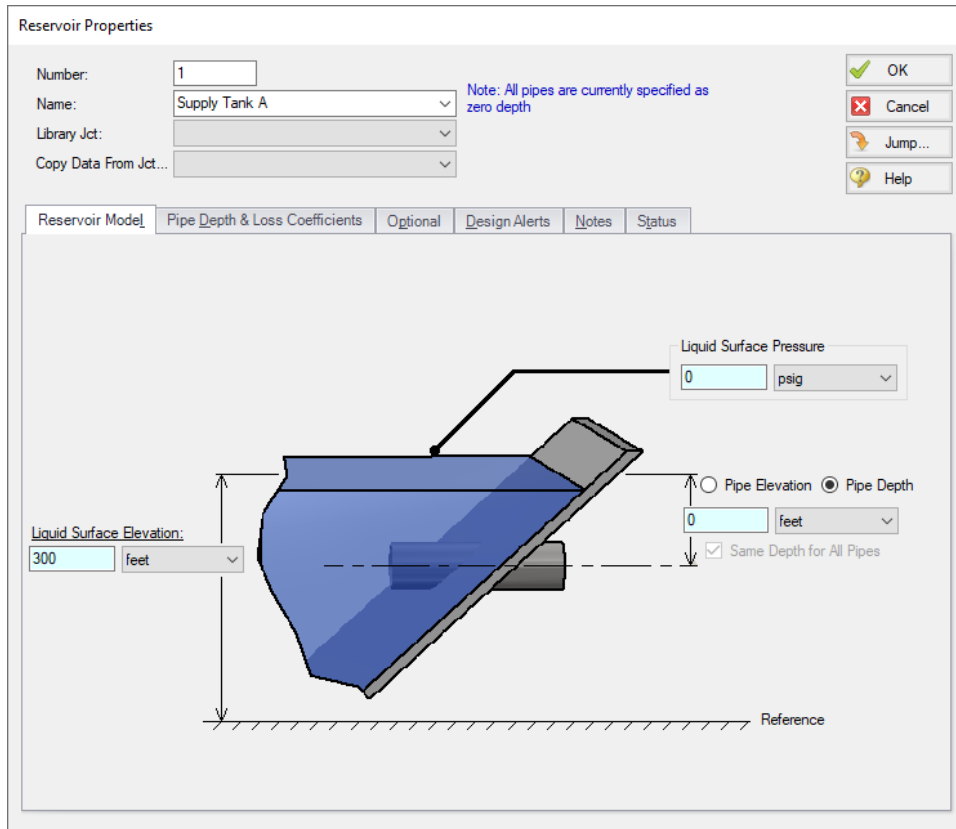 Reservoir Properties
Number:
1
OK
Name:
Supply Tank A
Note: All pipes are currently specified as
zero depth
Cancel
Library Jct:
Jump...
Copy Data From Jct...
Help
Reservoir Model
Pipe Depth & Loss Coefficients
Optional
Design Alerts
Notes
Status
Liquid Surface Pressure
0
psig
Pipe Elevation
Pipe Depth
0
feet
Same Depth for All Pipes
Liquid Surface Elevation:
300
feet
Reference